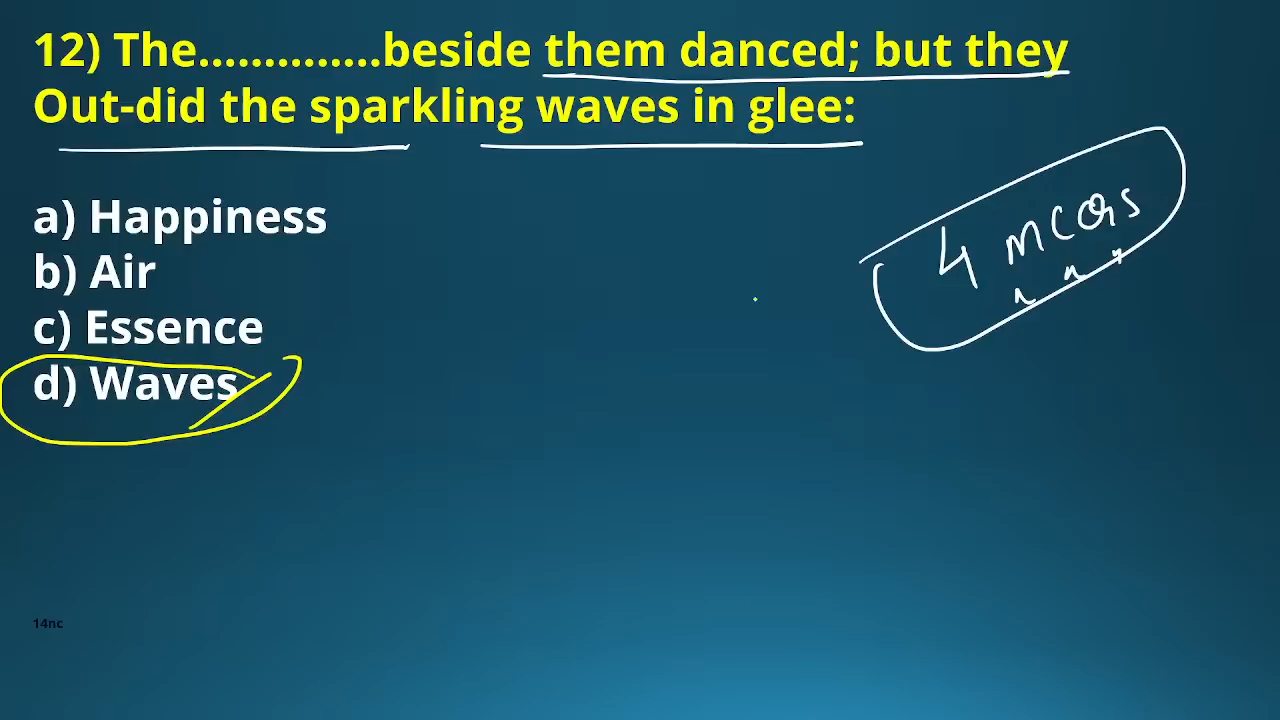 12) The..............beside them danced; but they
Out-did the sparkling waves in glee:
4 MCQs
a) Happiness
b) Air
c) Essence
d) Waves
14nc